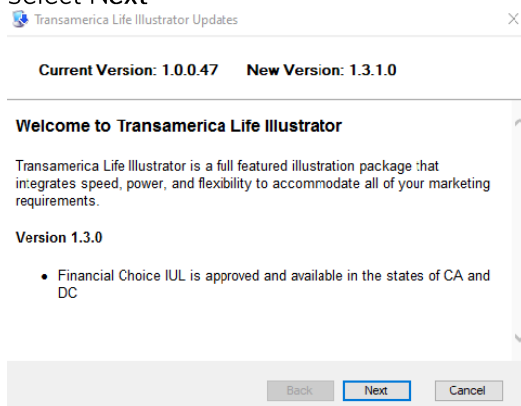 Select Next
Transamerica Life Illustrator Updates
Current Version: 1.0.0.47 New Version: 1.3.1.0
Welcome to Transamerica Life Illustrator
Transamerica Life Illustrator is a full featured illustration package that
integrates speed, power, and flexibility to accommodate all of your marketing
requirements.
Version 1.3.0
• Financial Choice IUL is approved and available in the states of CA and
DC
Back Next Cancel